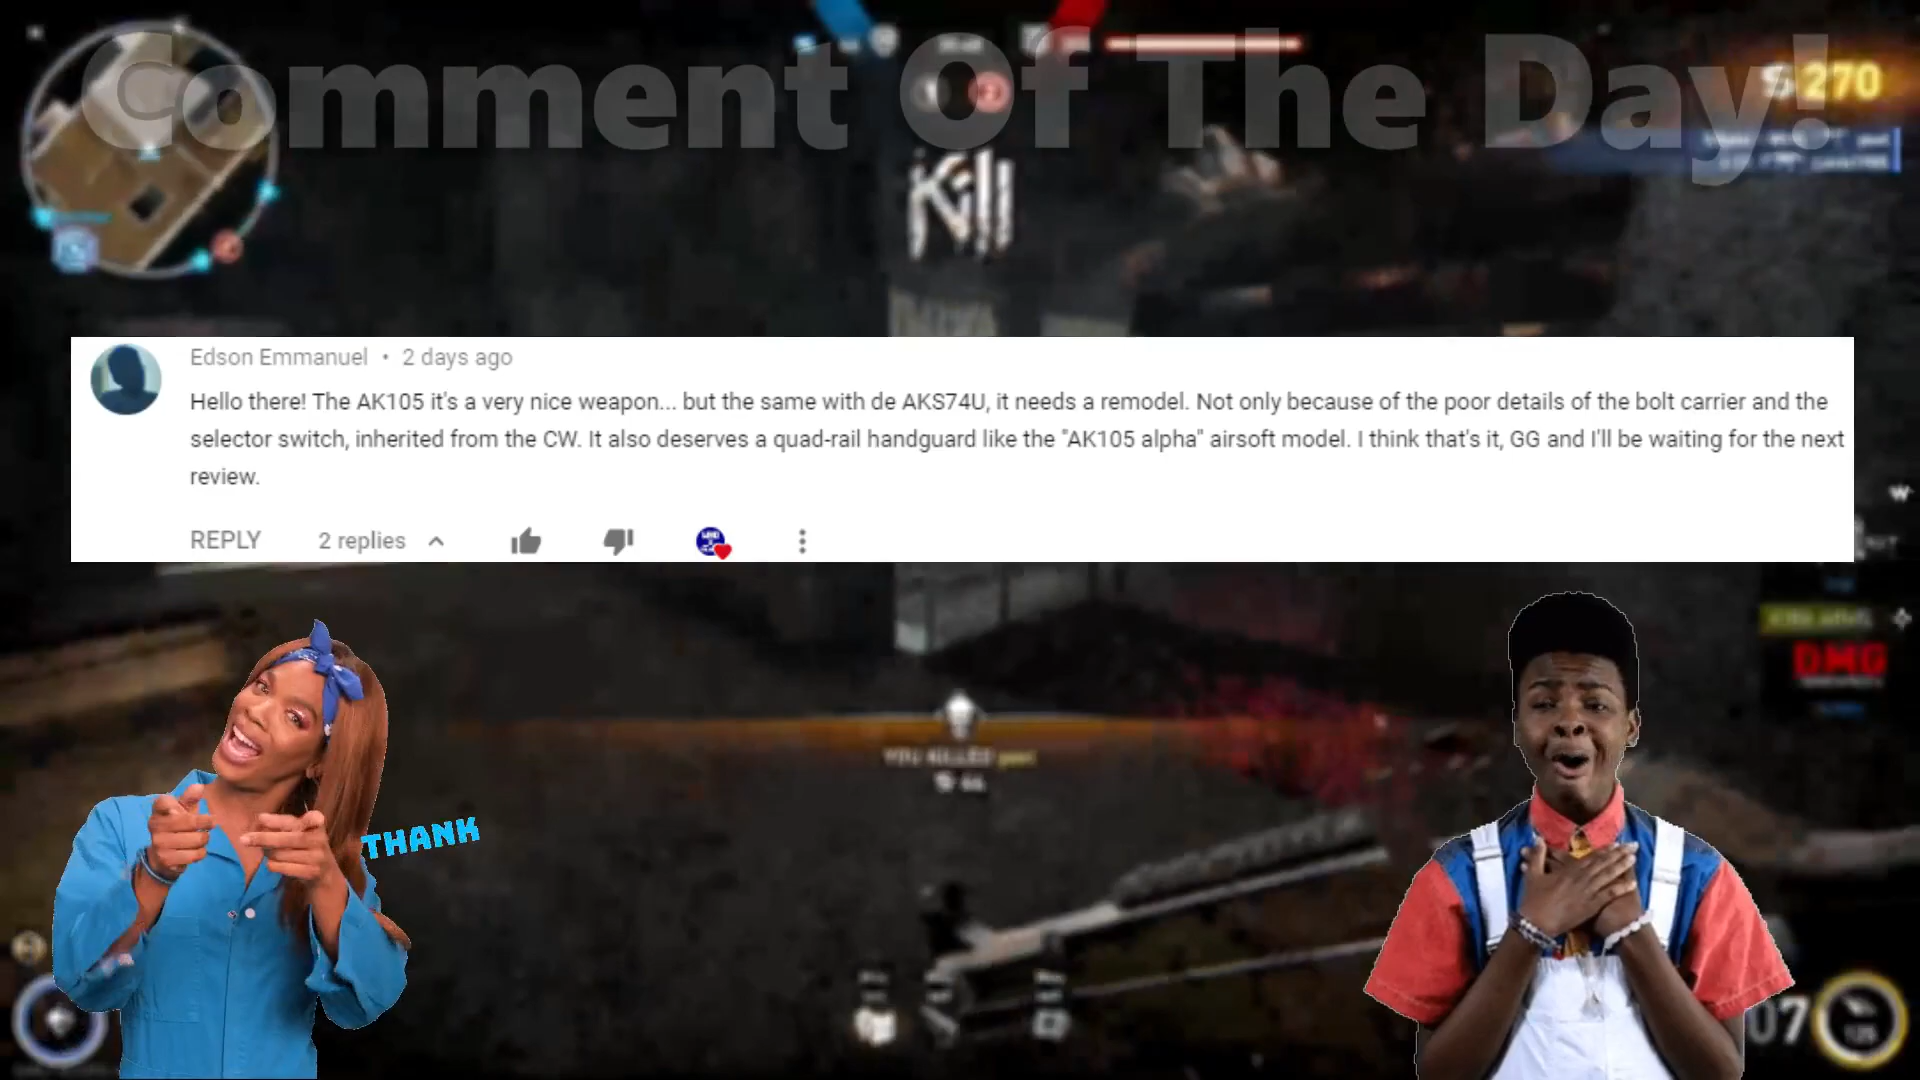 Comment Of The Day!
270
Kill
Edson Emmanuel • 2 days ago
Hello there! The AK105 it's a very nice weapon... but the same with de AKS74U, it needs a remodel. Not only because of the poor details of the bolt carrier and the
selector switch, inherited from the CW. It also deserves a quad-rail handguard like the "AK105 alpha" airsoft model. I think that's it, GG and I'll be waiting for the next
review.
REPLY 2 replies
DMG
YOU KILLED
THANK
07